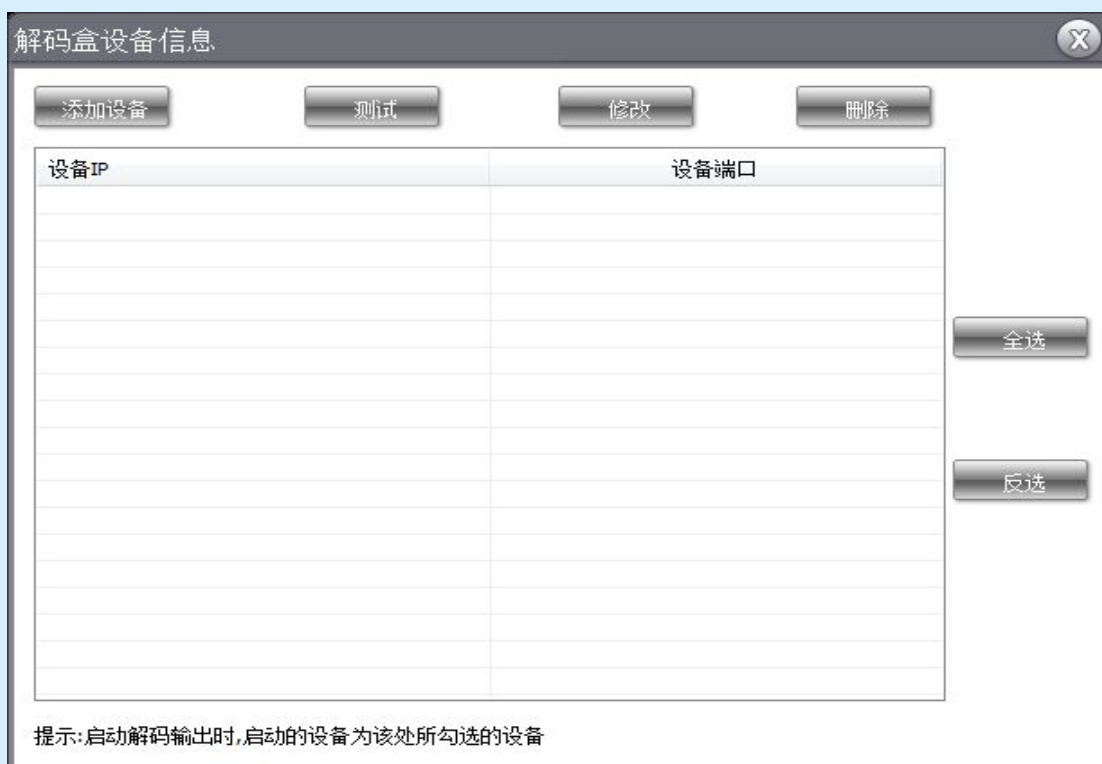 解码盒设备信息
添加设备 测试 修改 删除
设备IP 设备端口
全选
反选
提示:启动解码输出时,启动的设备为该处所勾选的设备